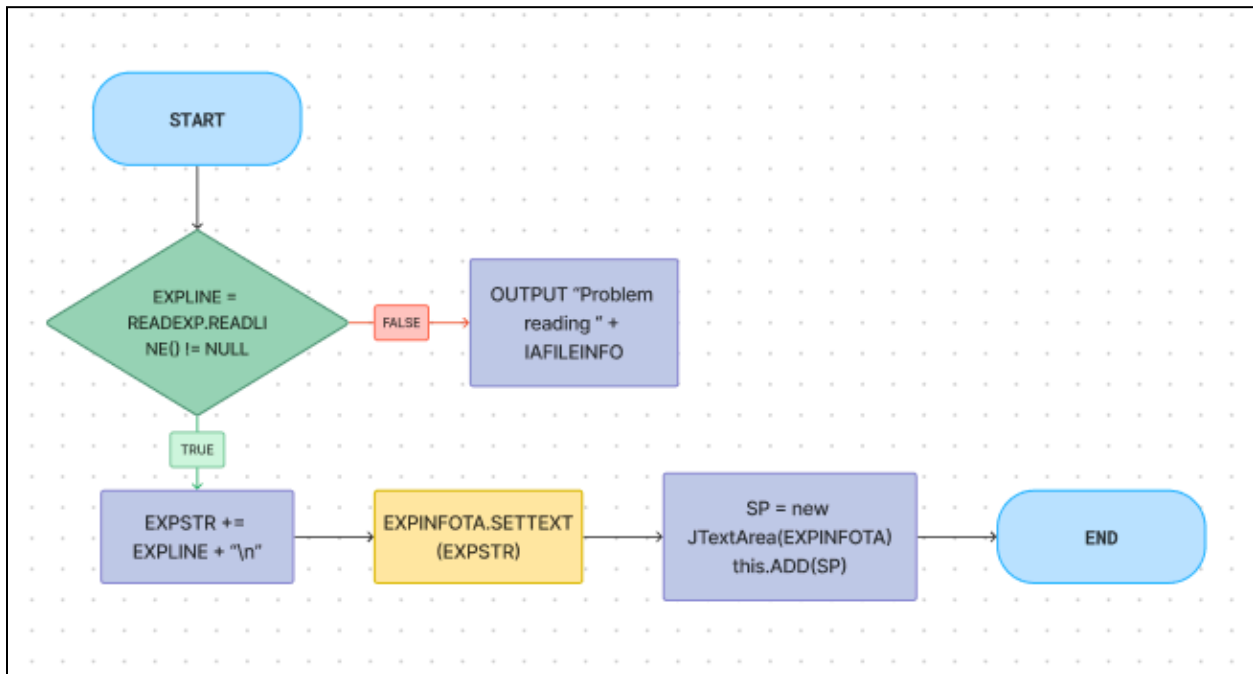 START
EXPLINE =
READEXP.READLI
NE() != NULL
FALSE
OUTPUT “Problem
reading ” +
IAFILEINFO
TRUE
EXPSTR +=
EXPLINE + “\n”
EXPINFOTA.SETTEXT
(EXPSTR)
SP = new
JTextArea(EXPINFOTA)
this.ADD(SP)
END